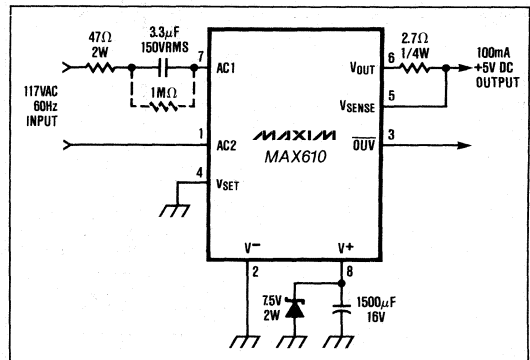 47Ω
2W
3.3μF
150VRMS
1MΩ
117VAC
60Hz
INPUT
7
AC1
1
AC2
4
VSET
MAXIM
MAX610
6
VOUT
2.7Ω
1/4W
100mA
+5V DC
OUTPUT
5
VSENSE
3
OUV
V-
2
V+
8
7.5V
2W
1500μF
16V